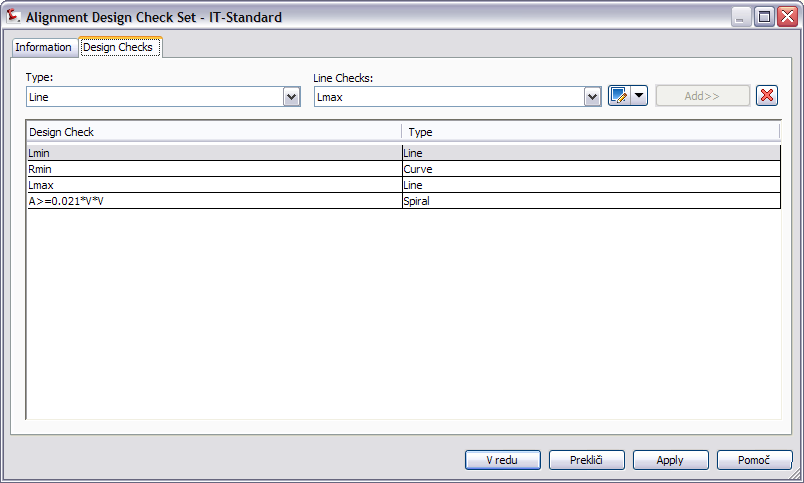 Alignment Design Check Set - IT-Standard
Information Design Checks
Type: Line Checks:
Line Lmax Add>>
Design Check Type
Lmin Line
Rmin Curve
Lmax Line
A>=0.021*V*V Spiral
V redu Prekliči Apply Pomoč